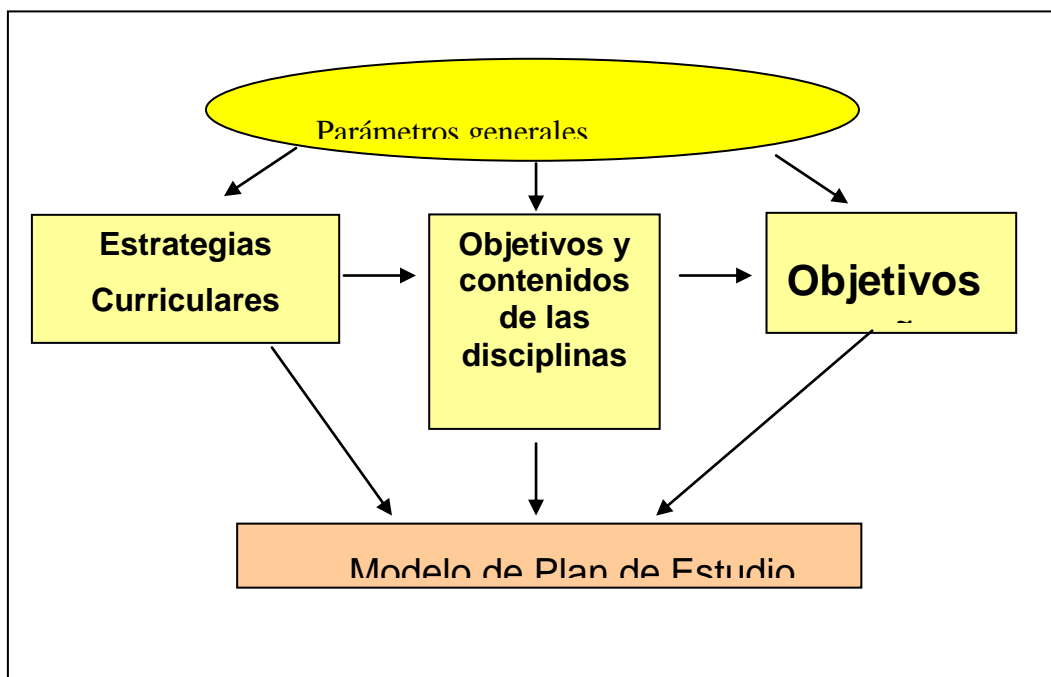 Parámetros generales
Estrategias
Curriculares
Objetivos y
contenidos
de las
disciplinas
Objetivos
Modelo de Plan de Estudio